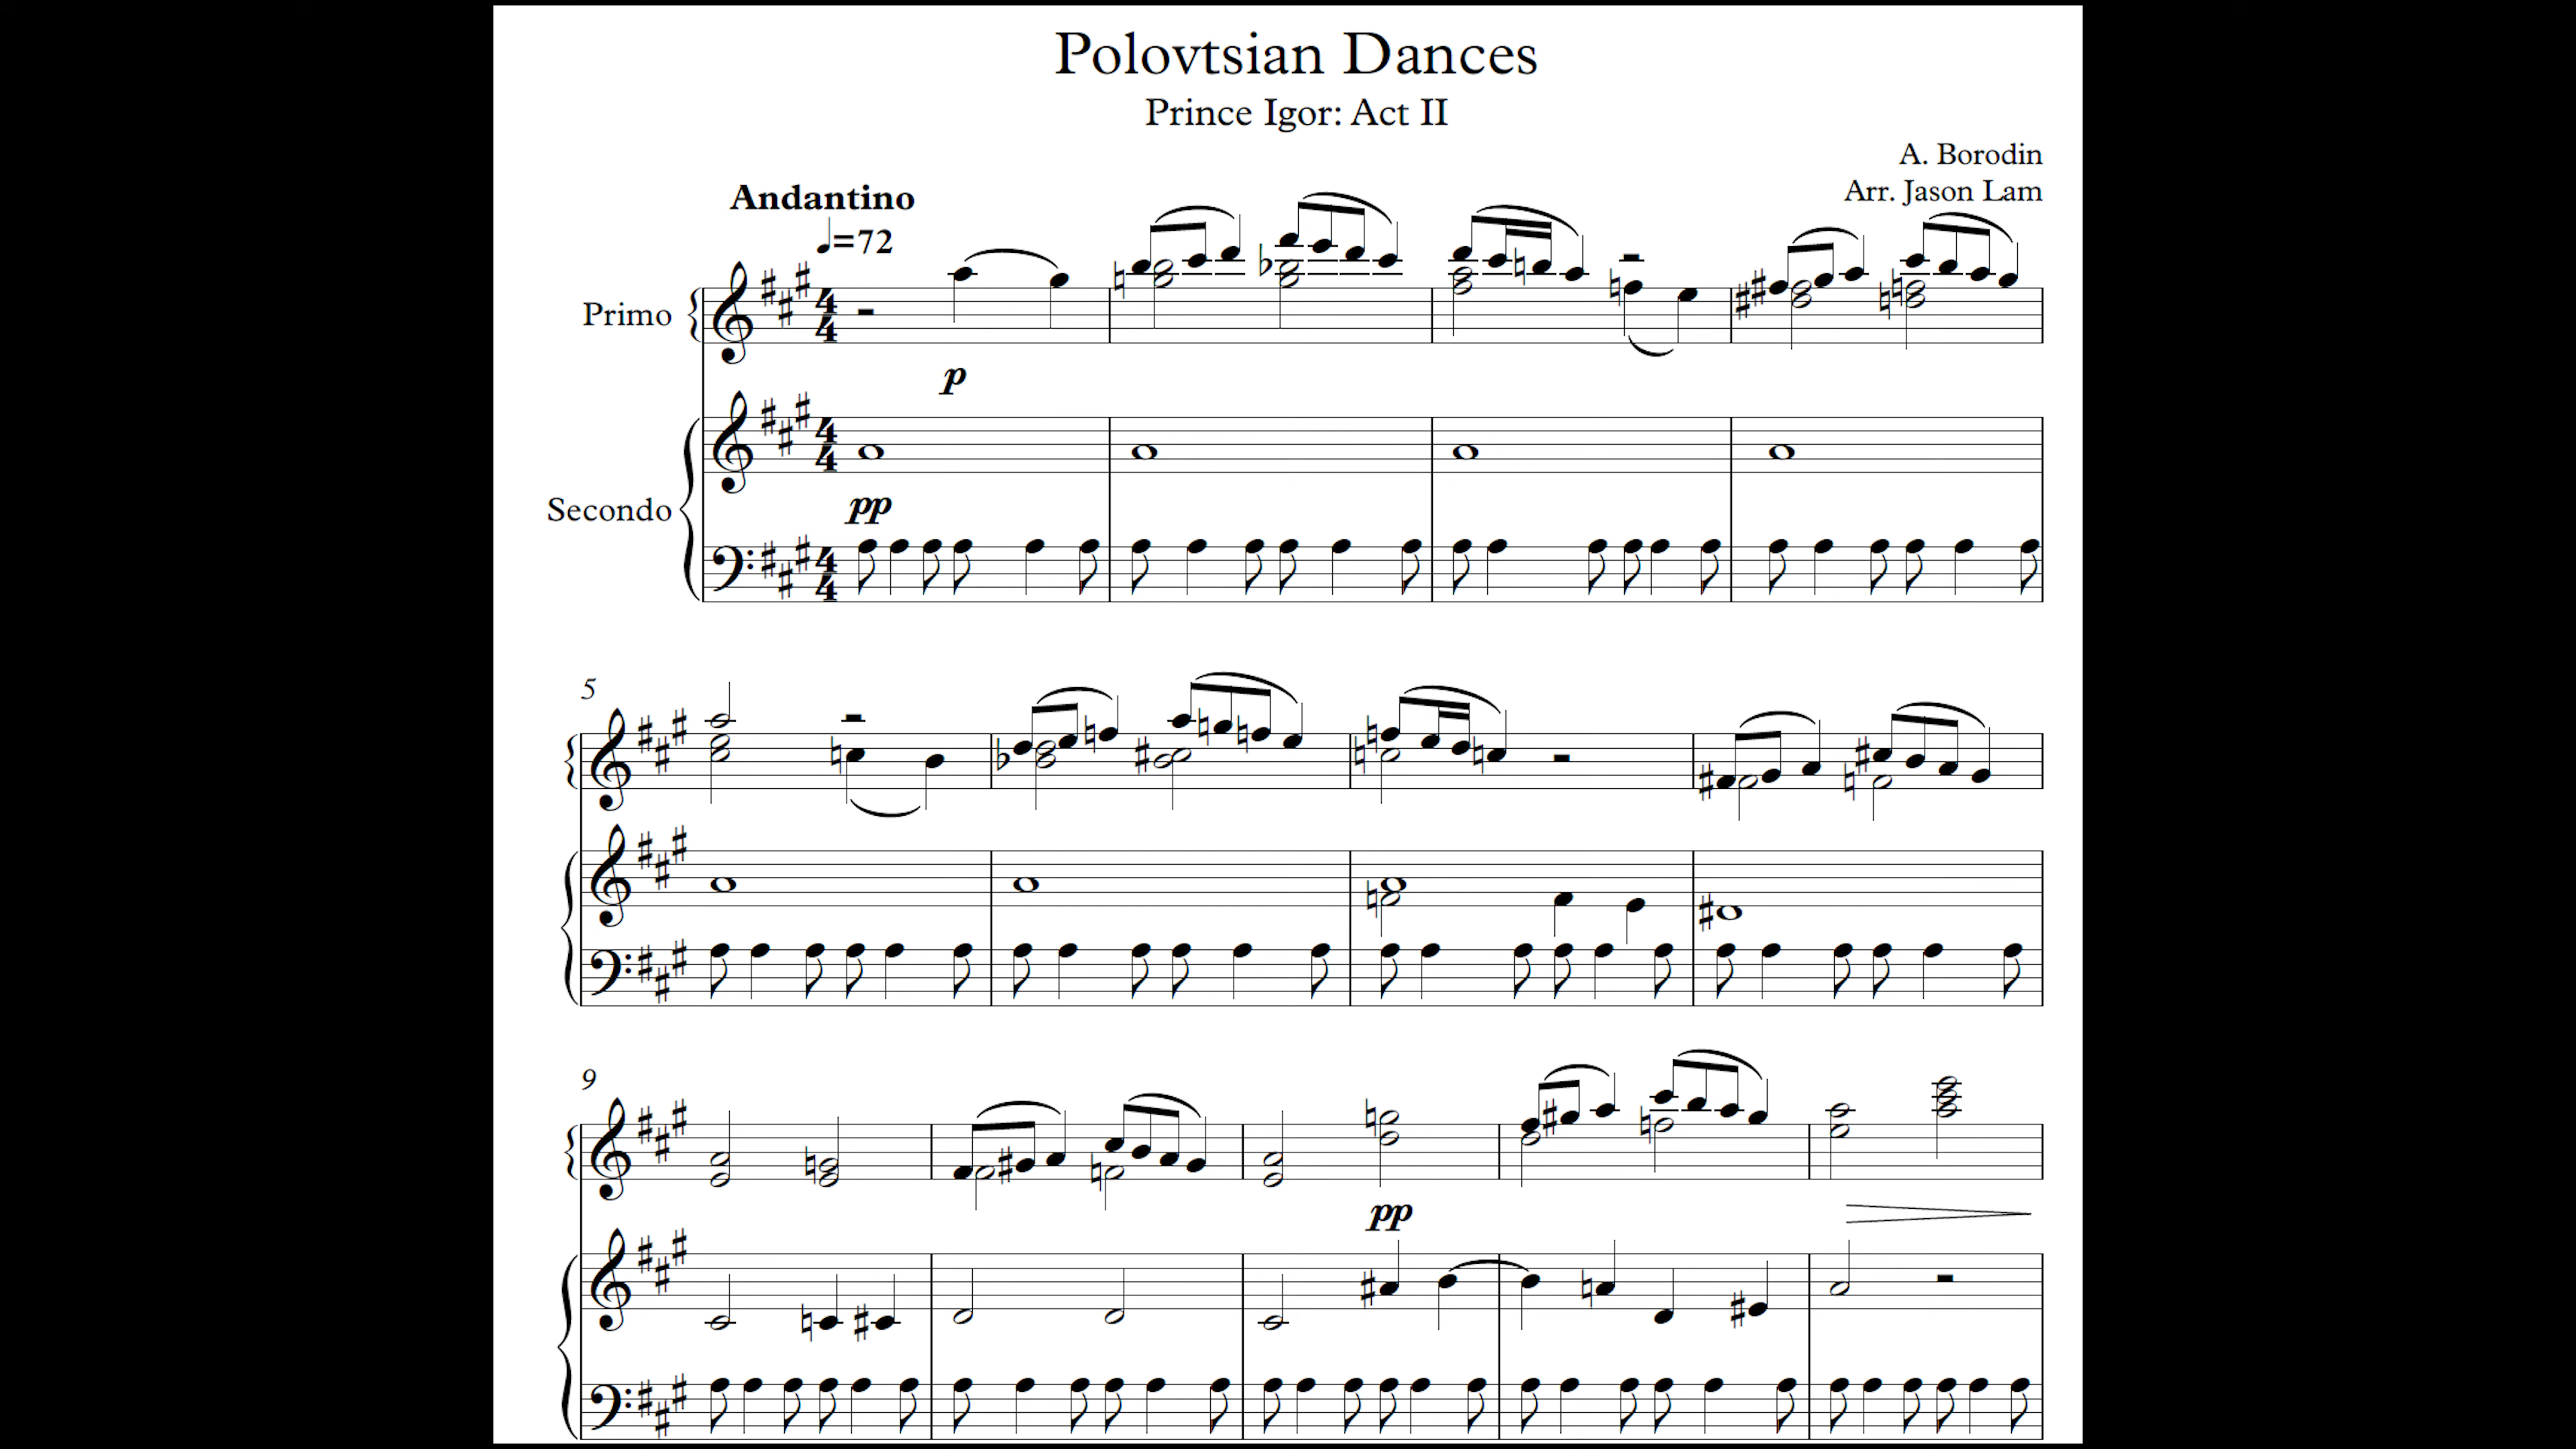 Polovtsian Dances
Prince Igor: Act II
A. Borodin
Arr. Jason Lam
Andantino
♩=72
Primo
p
Secondo
pp
5
9
pp